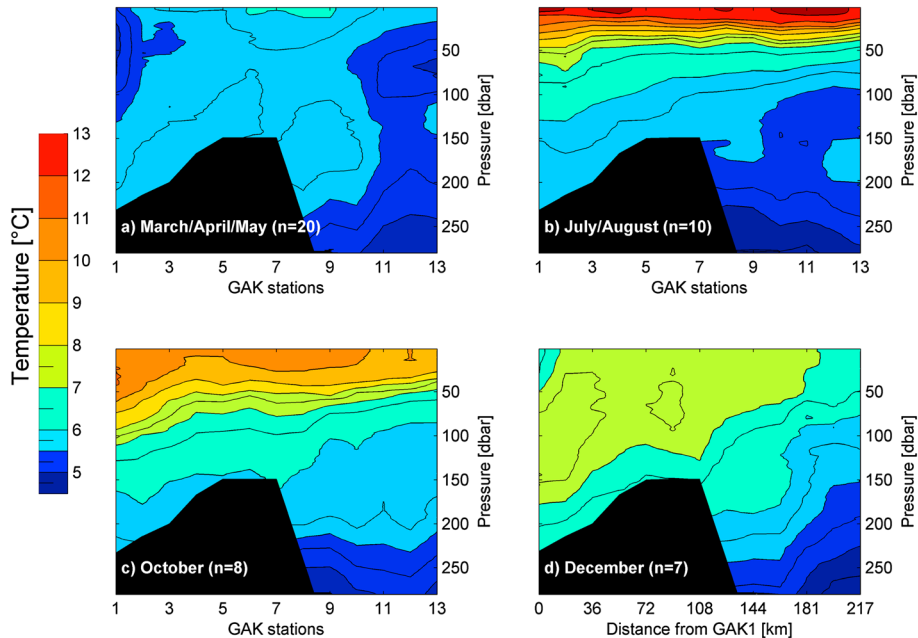 50
100
150
200
250
Pressure [dbar]
a) March/April/May (n=20)
1 3 5 7 9 11 13
GAK stations
50
100
150
200
250
Pressure [dbar]
b) July/August (n=10)
1 3 5 7 9 11 13
GAK stations
Temperature [°C]
13
12
11
10
9
8
7
6
5
50
100
150
200
250
Pressure [dbar]
c) October (n=8)
1 3 5 7 9 11 13
GAK stations
50
100
150
200
250
Pressure [dbar]
d) December (n=7)
0 36 72 108 144 181 217
Distance from GAK1 [km]